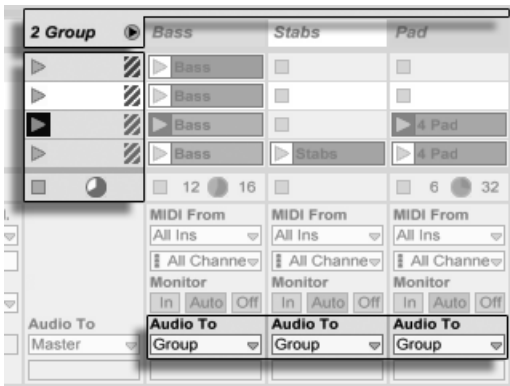 2 Group Bass Stabs Pad
Bass
Bass
Bass 4 Pad
Bass Stabs 4 Pad
12 16 6 32
MIDI From MIDI From MIDI From
All Ins All Ins All Ins
All Channe All Channe All Channe
Monitor Monitor Monitor
In Auto Off In Auto Off In Auto Off
Audio To Audio To Audio To Audio To
Master Group Group Group